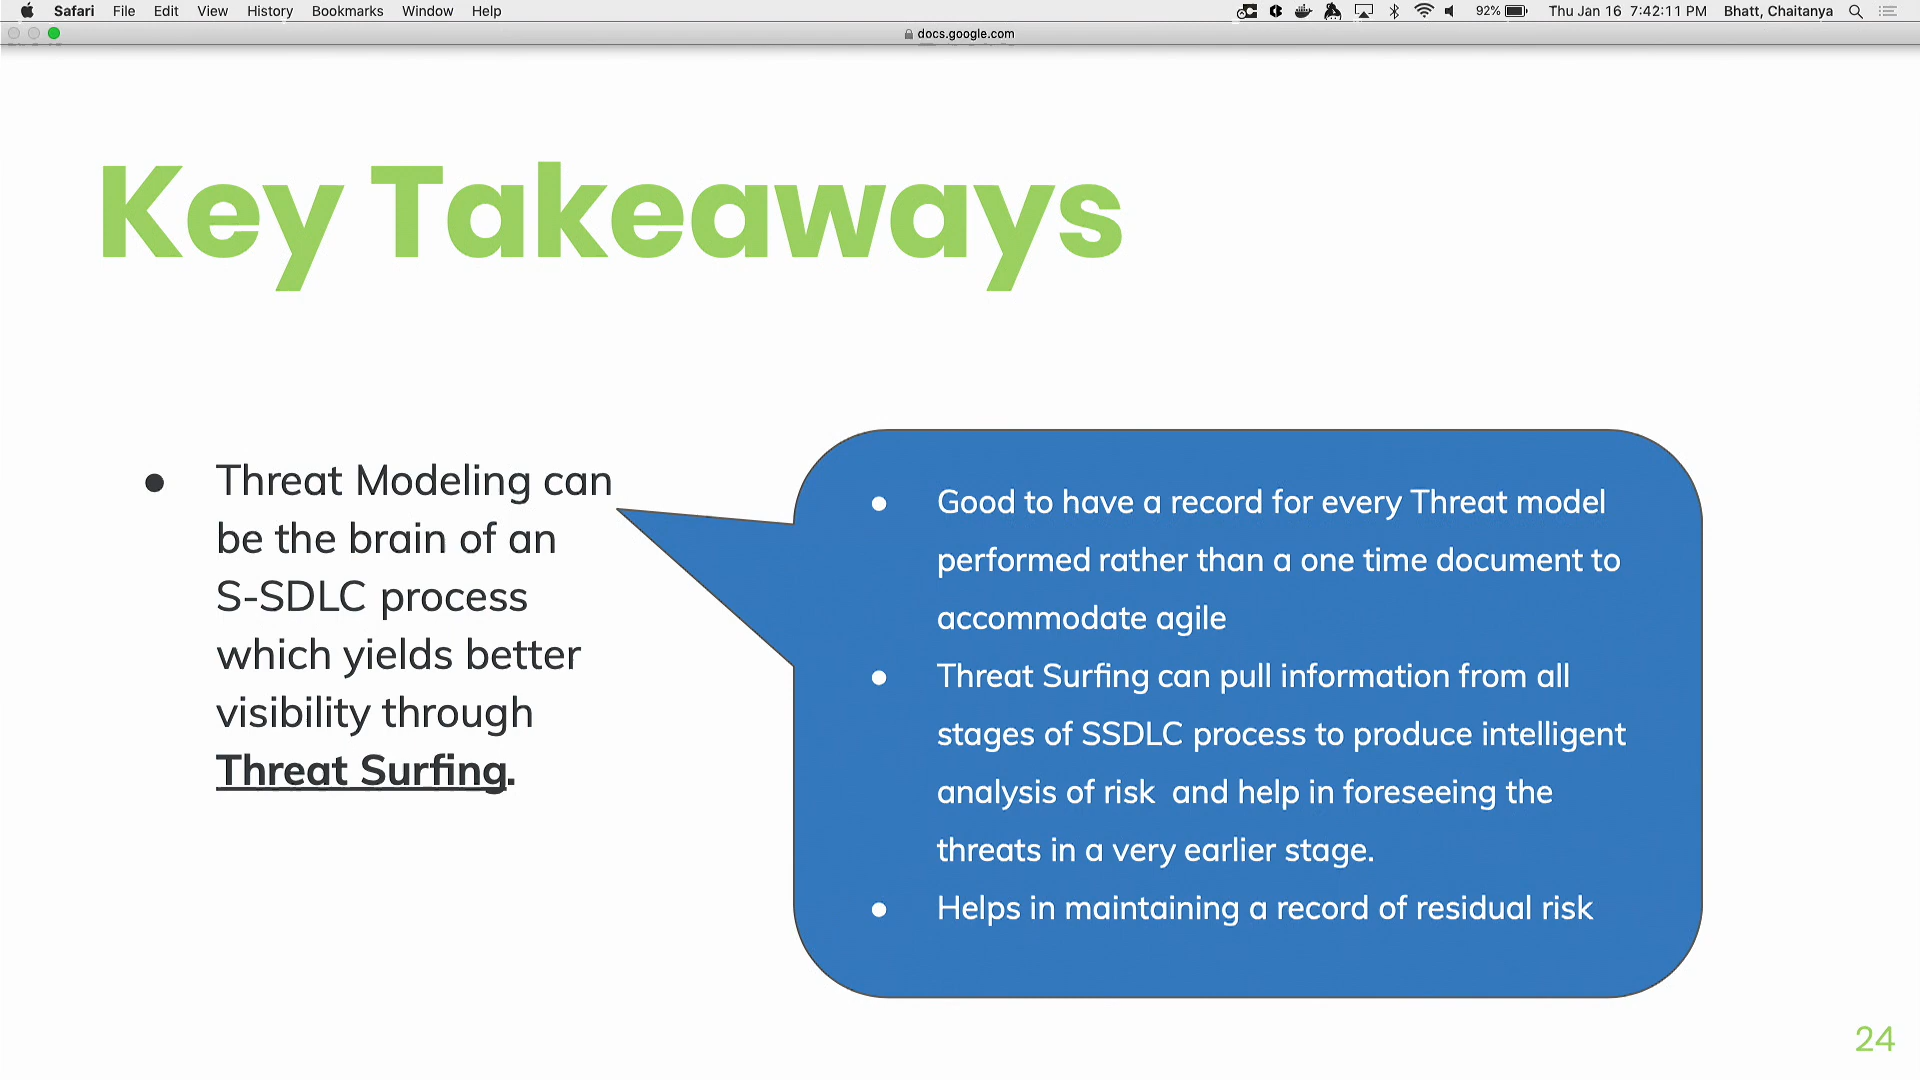 Safari File Edit View History Bookmarks Window Help 92% Thu Jan 16 7:42:11 PM Bhatt, Chaitanya
docs.google.com
Key Takeaways
● Threat Modeling can
be the brain of an
S-SDLC process
which yields better
visibility through
Threat Surfing.
● Good to have a record for every Threat model
performed rather than a one time document to
accommodate agile
● Threat Surfing can pull information from all
stages of SSDLC process to produce intelligent
analysis of risk  and help in foreseeing the
threats in a very earlier stage.
● Helps in maintaining a record of residual risk
24